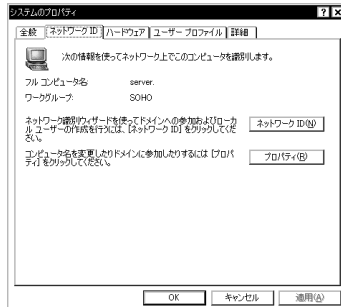 システムのプロパティ
全般 ネットワーク ID ハードウェア ユーザー プロファイル 詳細
次の情報を使ってネットワーク上でこのコンピュータを識別します。
フル コンピュータ名: server.
ワークグループ: SOHO
ネットワーク識別ウィザードを使ってドメインへの参加およびローカ
ル ユーザーの作成を行うには、[ネットワーク ID] をクリックしてくだ
さい。
ネットワーク ID(N)
コンピュータ名を変更したりドメインに参加したりするには [プロパ
ティ] をクリックしてください。
プロパティ(R)
OK キャンセル 適用(A)